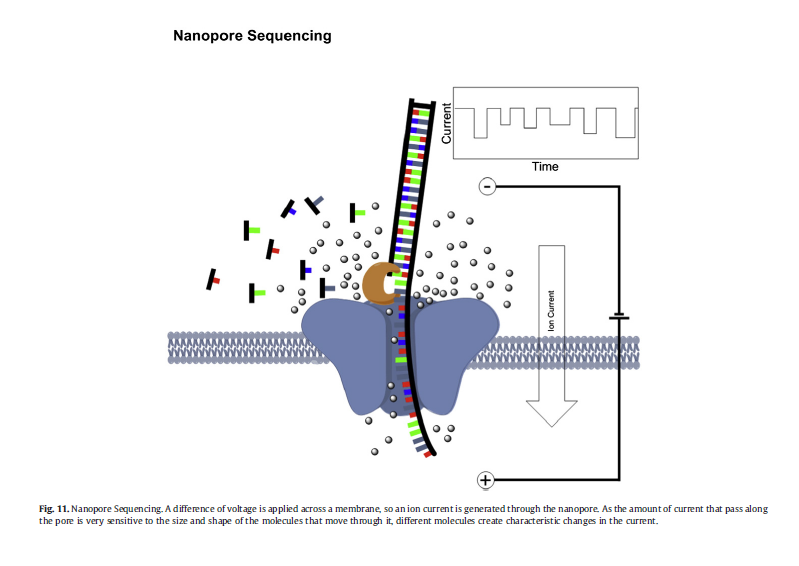 Nanopore Sequencing
Current
Time
-
Ion Current
+
Fig. 11. Nanopore Sequencing. A difference of voltage is applied across a membrane, so an ion current is generated through the nanopore. As the amount of current that pass along
the pore is very sensitive to the size and shape of the molecules that move through it, different molecules create characteristic changes in the current.